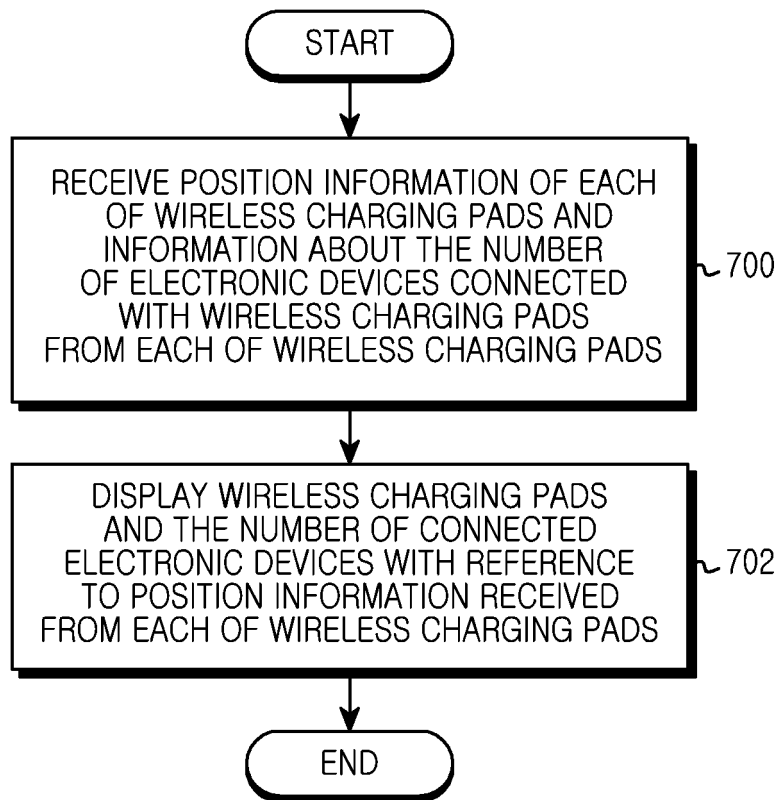 START
RECEIVE POSITION INFORMATION OF EACH
OF WIRELESS CHARGING PADS AND
INFORMATION ABOUT THE NUMBER
OF ELECTRONIC DEVICES CONNECTED
WITH WIRELESS CHARGING PADS
FROM EACH OF WIRELESS CHARGING PADS
700
DISPLAY WIRELESS CHARGING PADS
AND THE NUMBER OF CONNECTED
ELECTRONIC DEVICES WITH REFERENCE
TO POSITION INFORMATION RECEIVED
FROM EACH OF WIRELESS CHARGING PADS
702
END